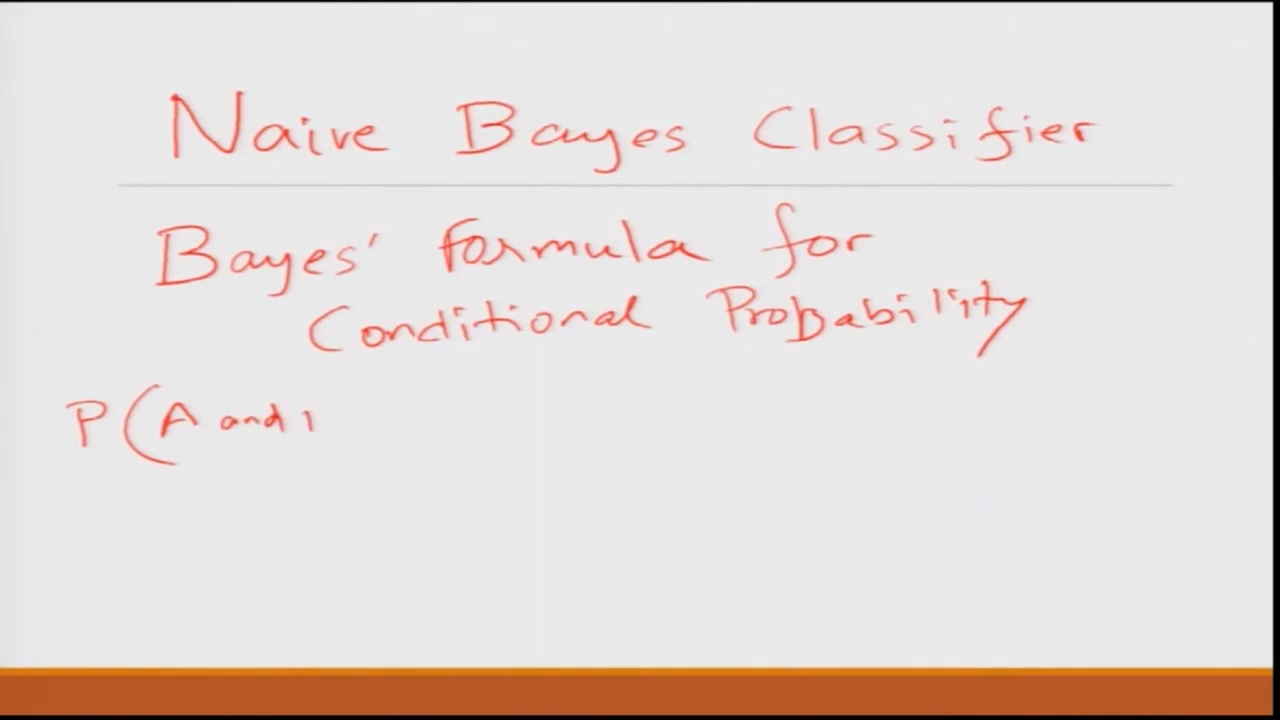 Naive Bayes Classifier
Bayes' formula for
Conditional Probability
P(A and